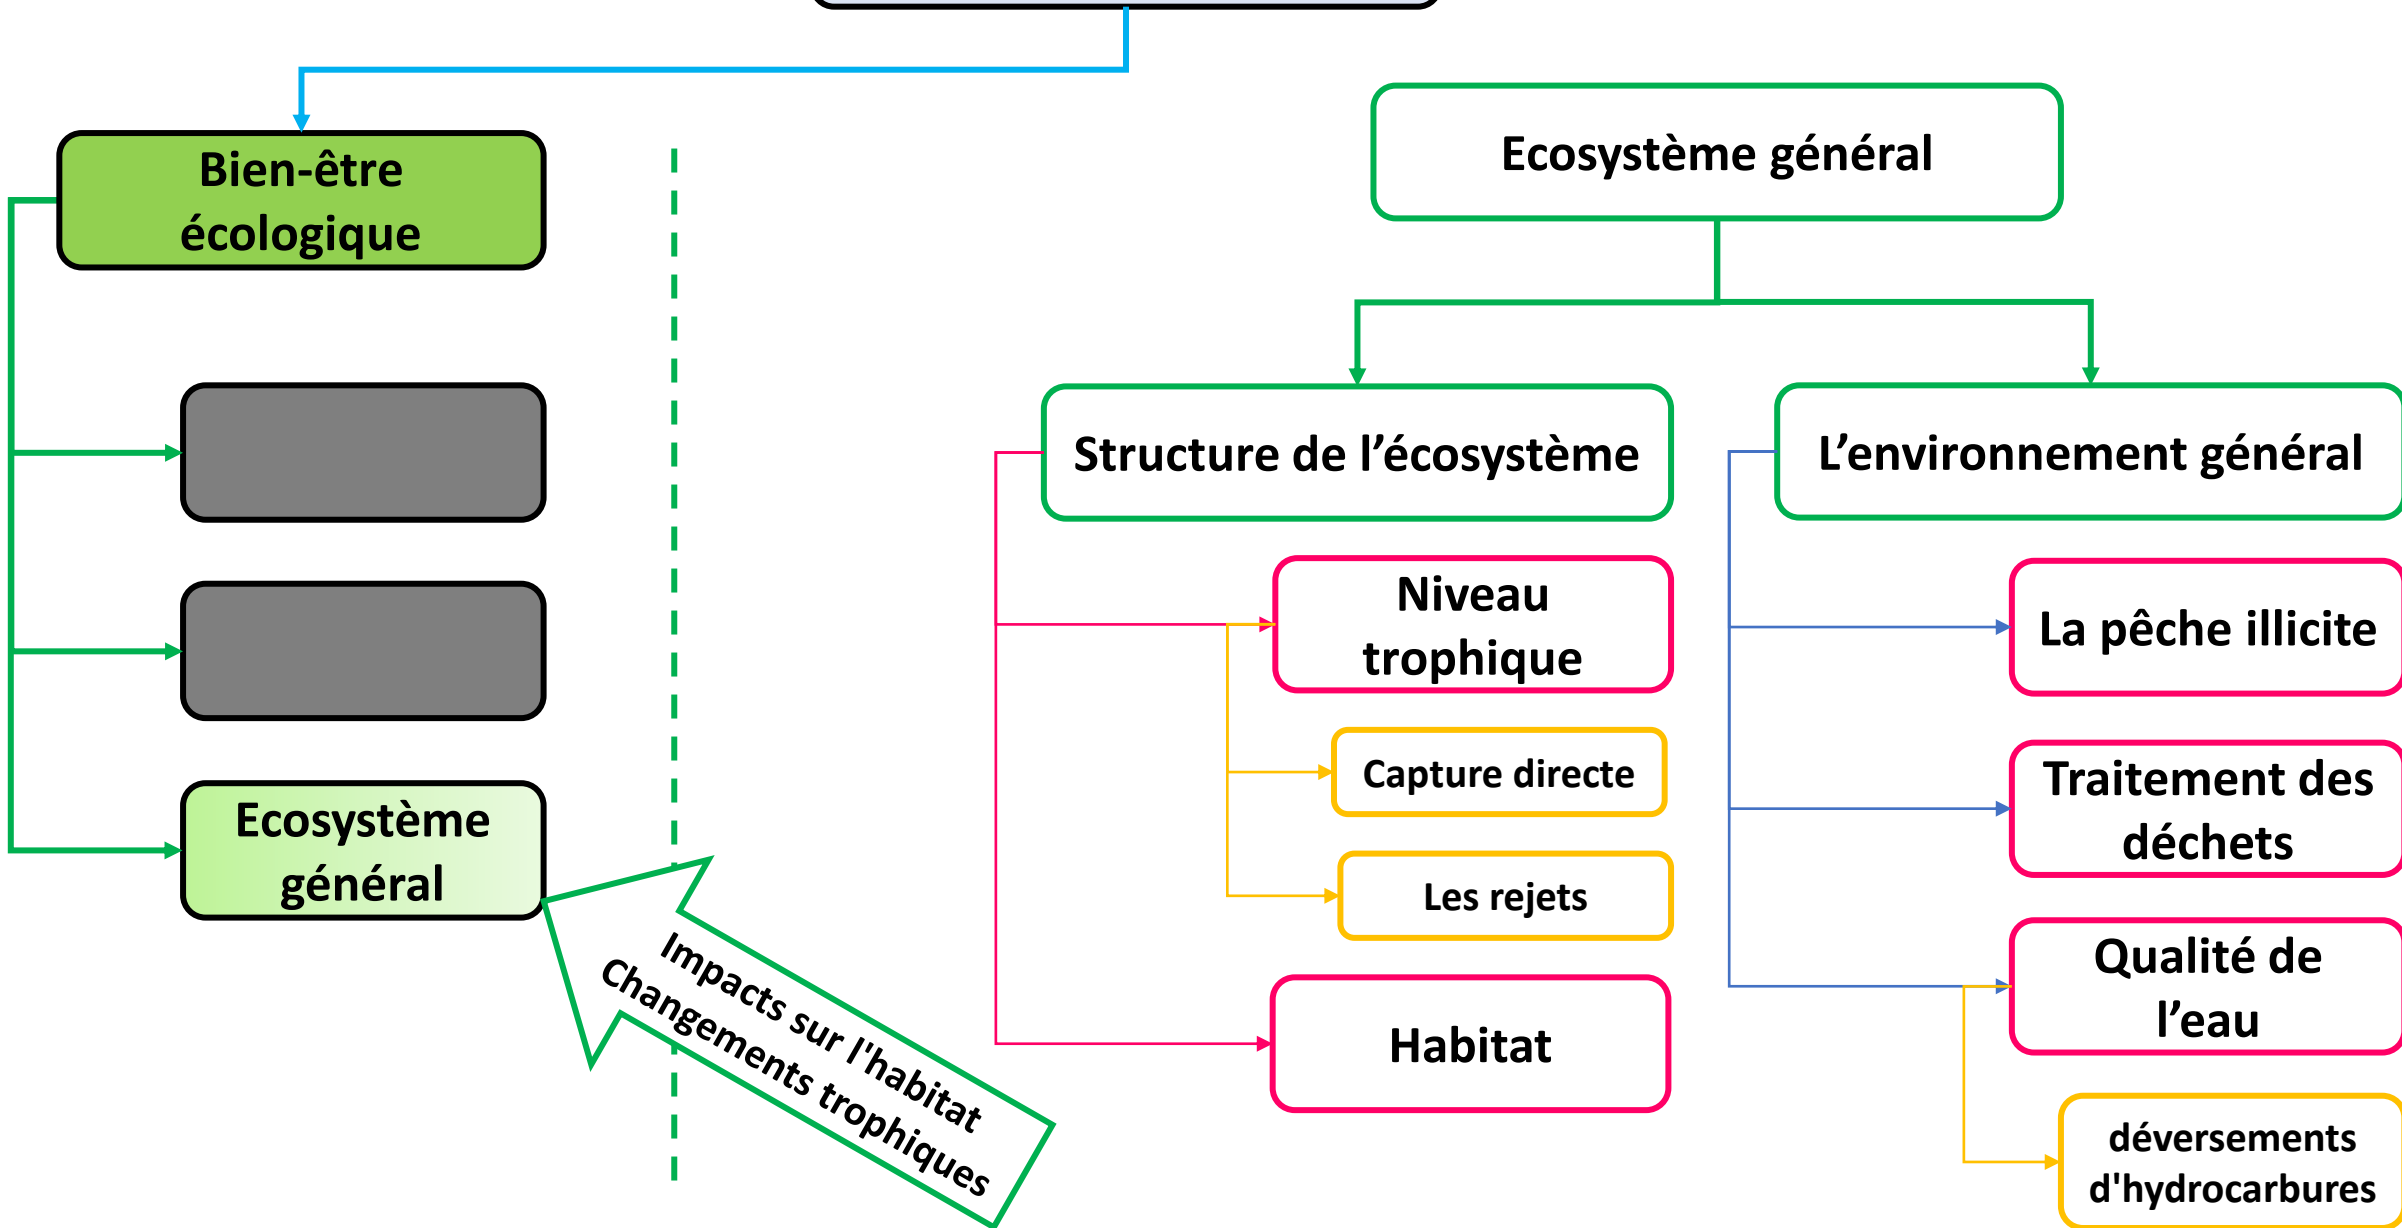 Bien-être
écologique
Ecosystème
général
Impacts sur l'habitat
Changements trophiques
Ecosystème général
Structure de l’écosystème
Niveau
trophique
Capture directe
Les rejets
Habitat
L’environnement général
La pêche illicite
Traitement des
déchets
Qualité de
l’eau
déversements
d'hydrocarbures